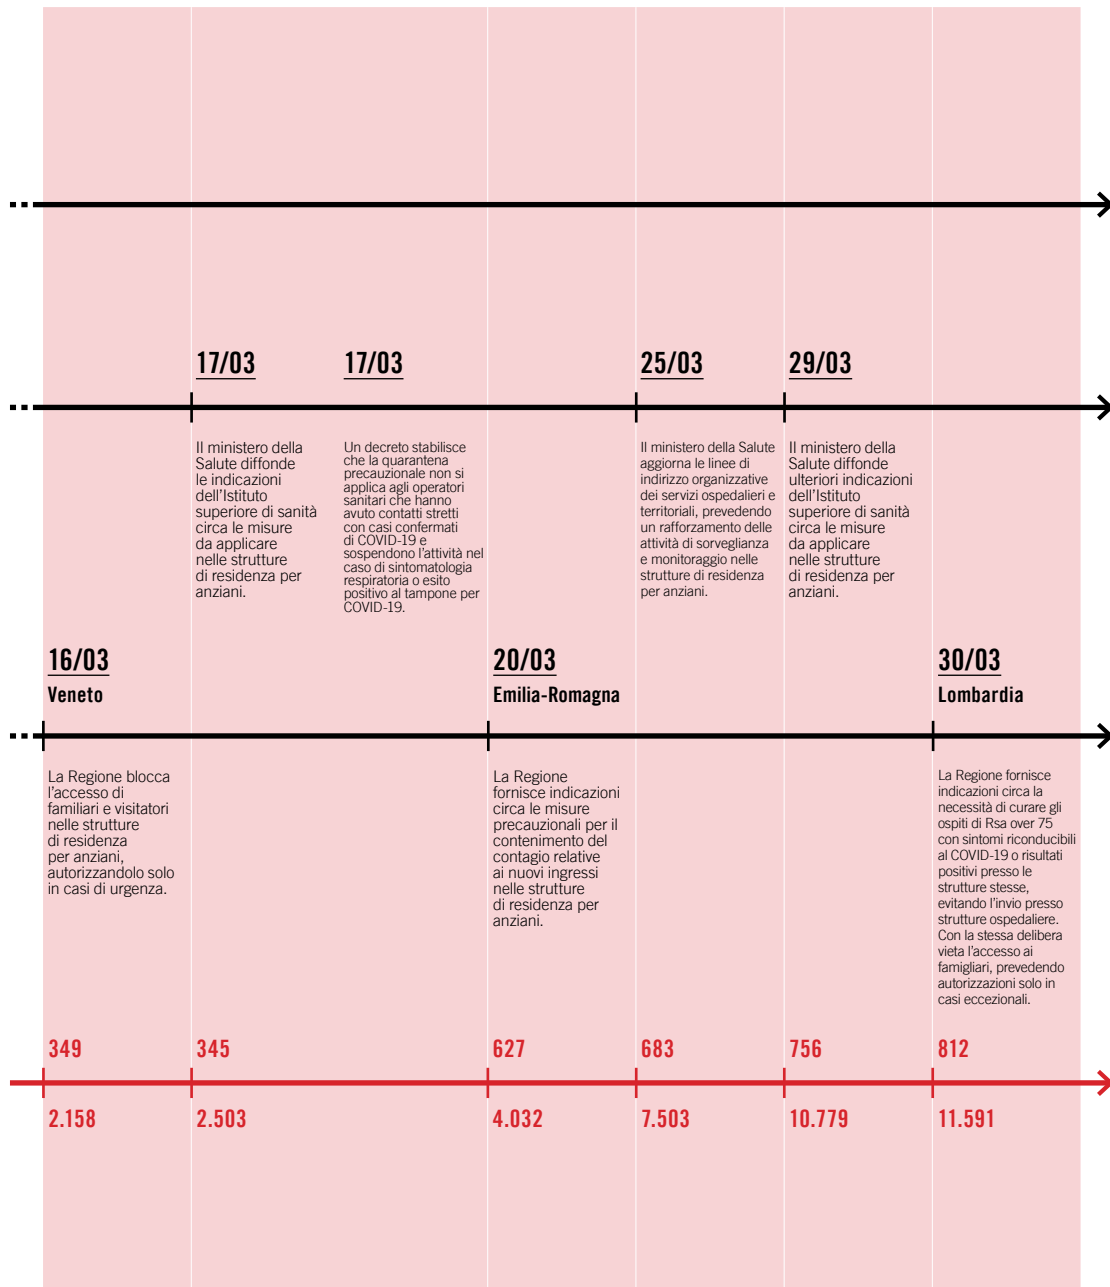 17/03
Il ministero della
Salute diffonde
le indicazioni
dell'Istituto
superiore di sanità
circa le misure
da applicare
nelle strutture
di residenza per
anziani.
17/03
Un decreto stabilisce
che la quarantena
precauzionale non si
applica agli operatori
sanitari che hanno
avuto contatti stretti
con casi confermati
di COVID-19 e
sospendono l'attività nel
caso di sintomatologia
respiratoria o esito
positivo al tampone per
COVID-19.
25/03
Il ministero della Salute
aggiorna le linee di
indirizzo organizzative
dei servizi ospedalieri e
territoriali, prevedendo
un rafforzamento delle
attività di sorveglianza
e monitoraggio nelle
strutture di residenza
per anziani.
29/03
Il ministero della
Salute diffonde
ulteriori indicazioni
dell'Istituto
superiore di sanità
circa le misure
da applicare
nelle strutture
di residenza per
anziani.
16/03
Veneto
La Regione blocca
l'accesso di
familiari e visitatori
nelle strutture
di residenza
per anziani,
autorizzandolo solo
in casi di urgenza.
20/03
Emilia-Romagna
La Regione
fornisce indicazioni
circa le misure
precauzionali per il
contenimento del
contagio relative
ai nuovi ingressi
nelle strutture
di residenza per
anziani.
30/03
Lombardia
La Regione fornisce
indicazioni circa la
necessità di curare gli
ospiti di Rsa over 75
con sintomi riconducibili
al COVID-19 o risultati
positivi presso le
strutture stesse,
evitando l'invio presso
strutture ospedaliere.
Con la stessa delibera
vieta l'accesso ai
famigliari, prevedendo
autorizzazioni solo in
casi eccezionali.
349
345
627
683
756
812
2.158
2.503
4.032
7.503
10.779
11.591